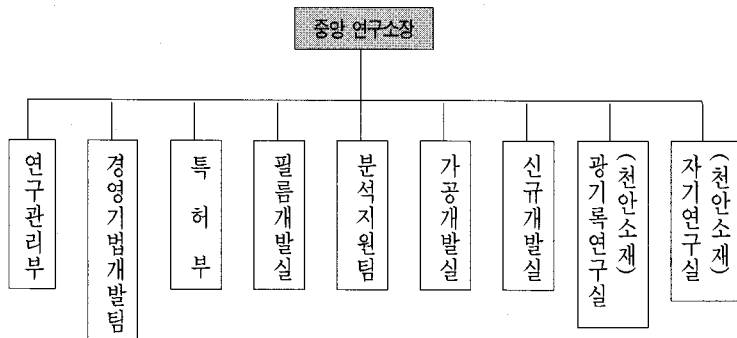 중앙 연구소장
연구관리부
경영기법개발팀
특 허 부
필름개발실
분석지원팀
가공개발실
신규개발실
광기록연구실
(천안소재)
자기연구실
(천안소재)